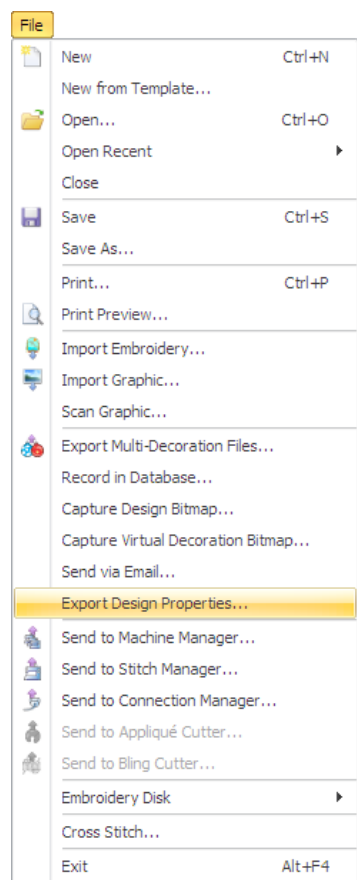 File
New Ctrl+N
New from Template...
Open... Ctrl+O
Open Recent
Close
Save Ctrl+S
Save As...
Print... Ctrl+P
Print Preview...
Import Embroidery...
Import Graphic...
Scan Graphic...
Export Multi-Decoration Files...
Record in Database...
Capture Design Bitmap...
Capture Virtual Decoration Bitmap...
Send via Email...
Export Design Properties...
Send to Machine Manager...
Send to Stitch Manager...
Send to Connection Manager...
Send to Appliqué Cutter...
Send to Bling Cutter...
Embroidery Disk
Cross Stitch...
Exit Alt+F4